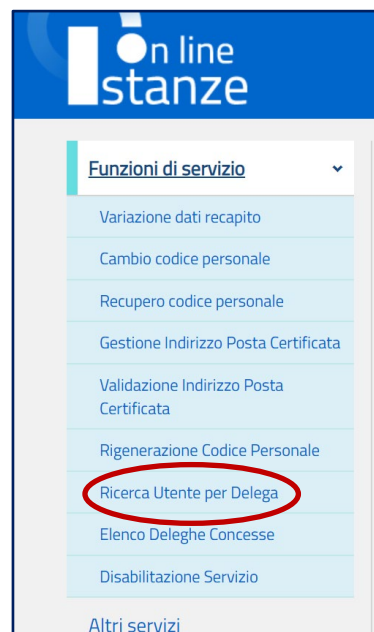 On line
Istanze
Funzioni di servizio
Variazione dati recapito
Cambio codice personale
Recupero codice personale
Gestione Indirizzo Posta Certificata
Validazione Indirizzo Posta
Certificata
Rigenerazione Codice Personale
Ricerca Utente per Delega
Elenco Deleghe Concesse
Disabilitazione Servizio
Altri servizi